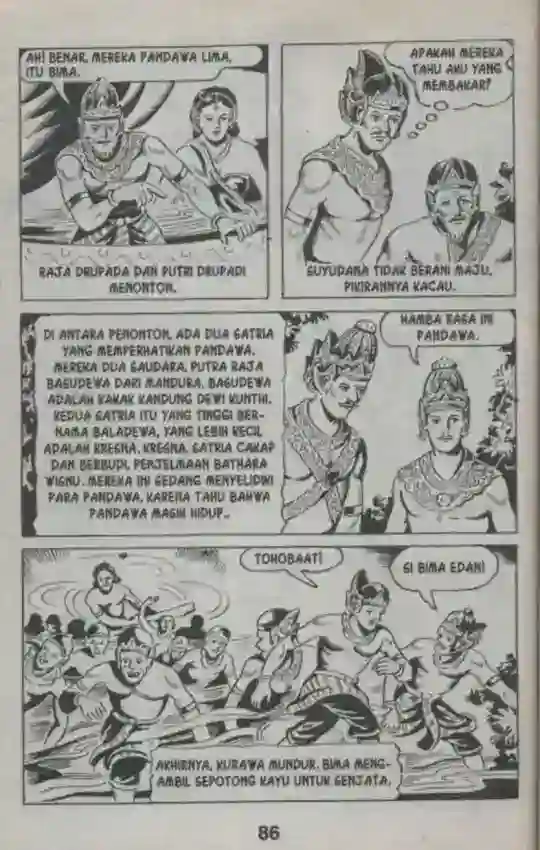 AH! BENAR, MEREKA PANDAWA LIMA,
ITU BIMA.
RAJA DRUPADA DAN PUTRI DRUPADI
MENONTON.
APAKAH MEREKA
TAHU AKU YANG
MEMBAKAR?
SUYUDANA TIDAK BERANI MAJU,
PIKIRANNYA KACAU.
DI ANTARA PENONTON, ADA DUA SATRIA
YANG MEMPERHATIKAN PANDAWA.
MEREKA DUA SAUDARA, PUTRA RAJA
BASUDEWA DARI MANDURA. BASUDEWA
ADALAH KAKAK KANDUNG DEWI KUNTHI.
KEDUA SATRIA ITU YANG TINGGI BER-
NAMA BALADEWA, YANG LEBIH KECIL
ADALAH KRESNA. KRESNA, SATRIA CAKAP
DAN BERBUDI, PENJELMAAN BATHARA
WISNU. MEREKA INI SEDANG MENYELIDIKI
PARA PANDAWA, KARENA TAHU BAHWA
PANDAWA MASIH HIDUP..
HAMBA RASA INI
PANDAWA.
TOHOBAAT!
SI BIMA EDAN!
AKHIRNYA, KURAWA MUNDUR. BIMA MENG-
AMBIL SEPOTONG KAYU UNTUK SENJATA.
86